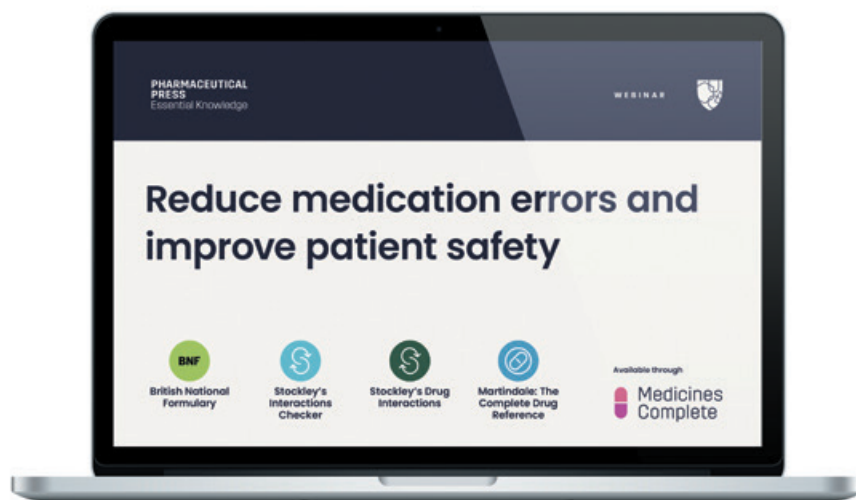 PHARMACEUTICAL
PRESS
Essential Knowledge
WEBINAR
Reduce medication errors and
improve patient safety
BNF
British National
Formulary
Stockley's
Interactions
Checker
Stockley's Drug
Interactions
Martindale: The
Complete Drug
Reference
Available through
Medicines
Complete